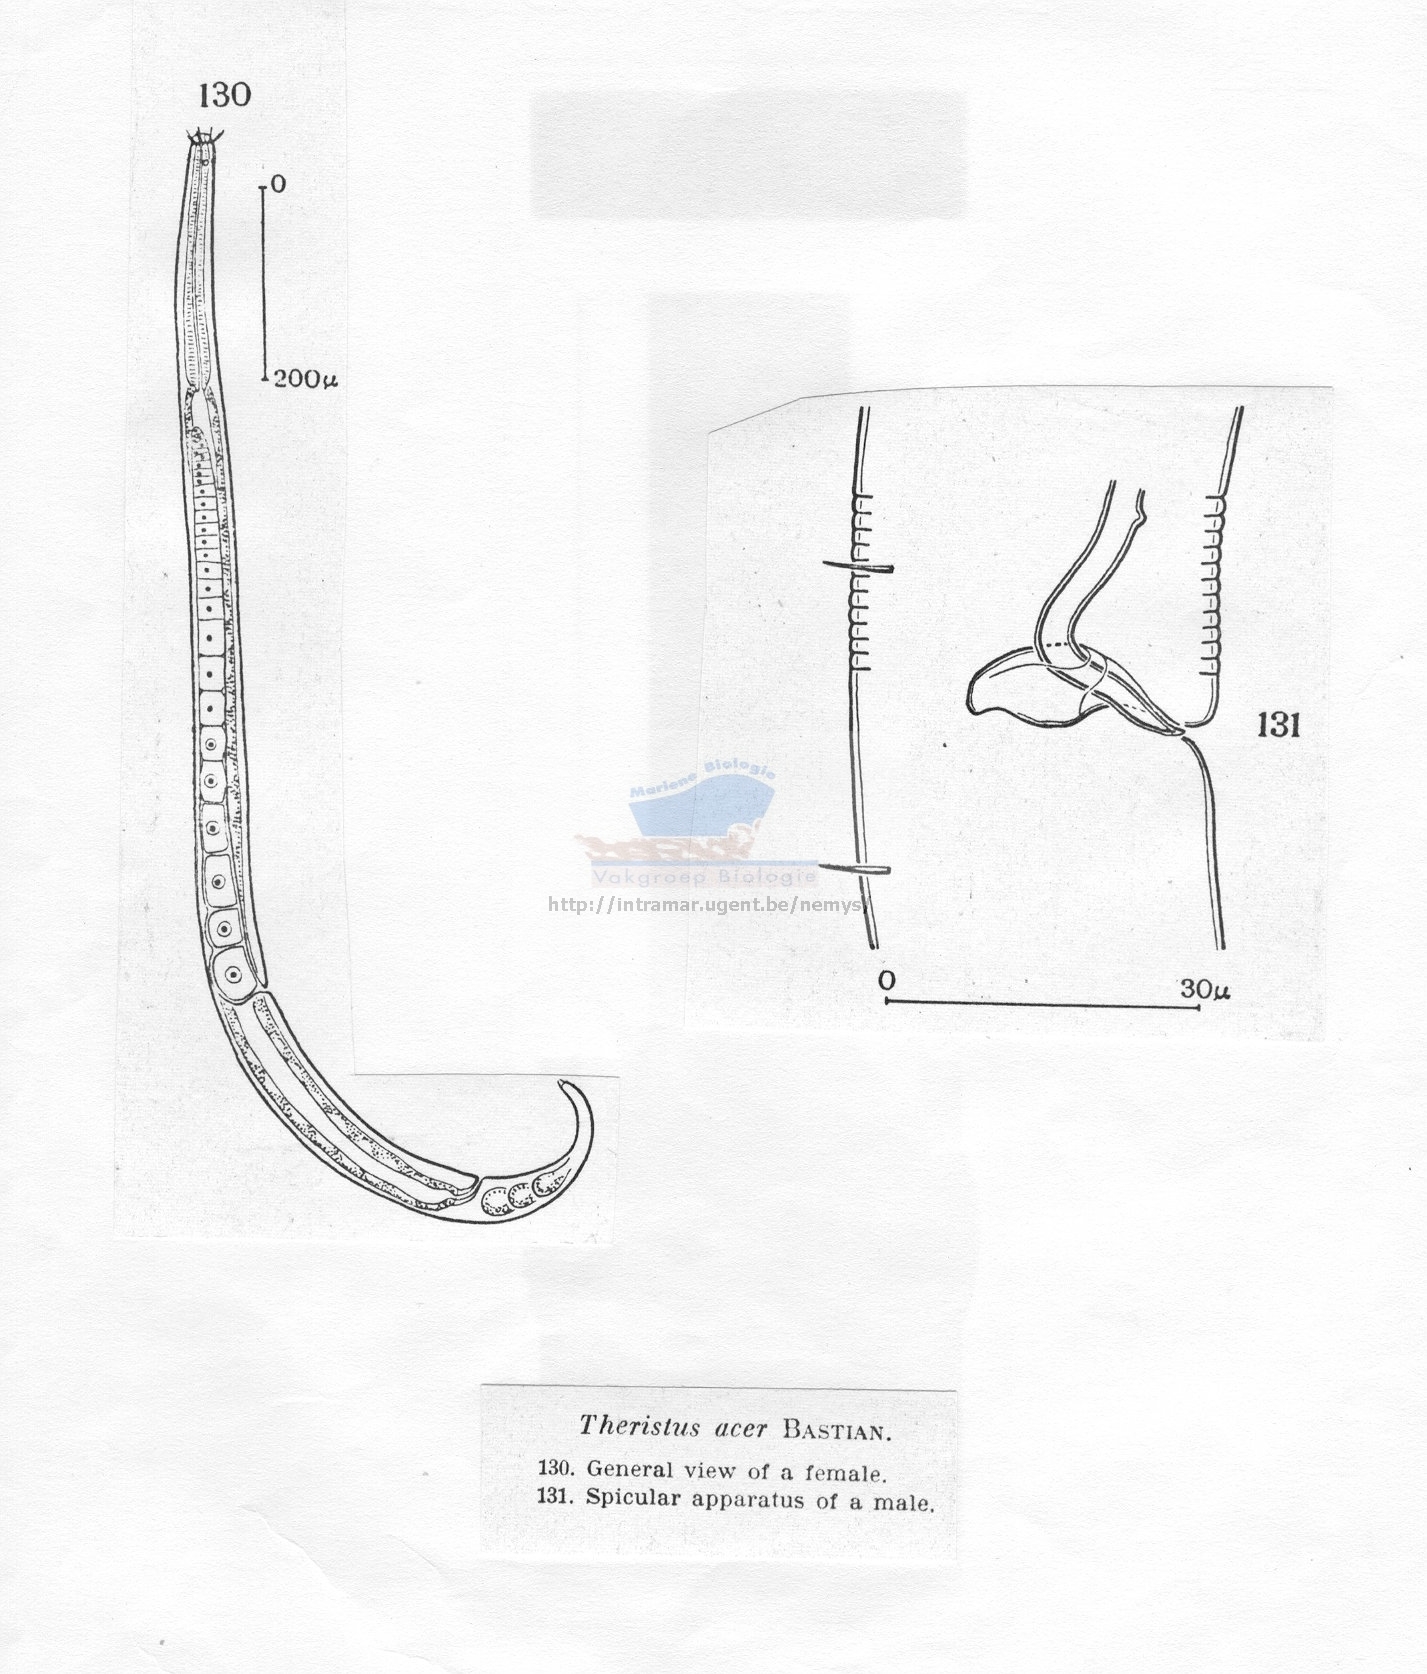 130
0
200μ
131
0
30μ
Mariene Biologie
Vakgroep Biologie
http://intramar.ugent.be/nemys/
Theristus acer BASTIAN.
130. General view of a female.
131. Spicular apparatus of a male.